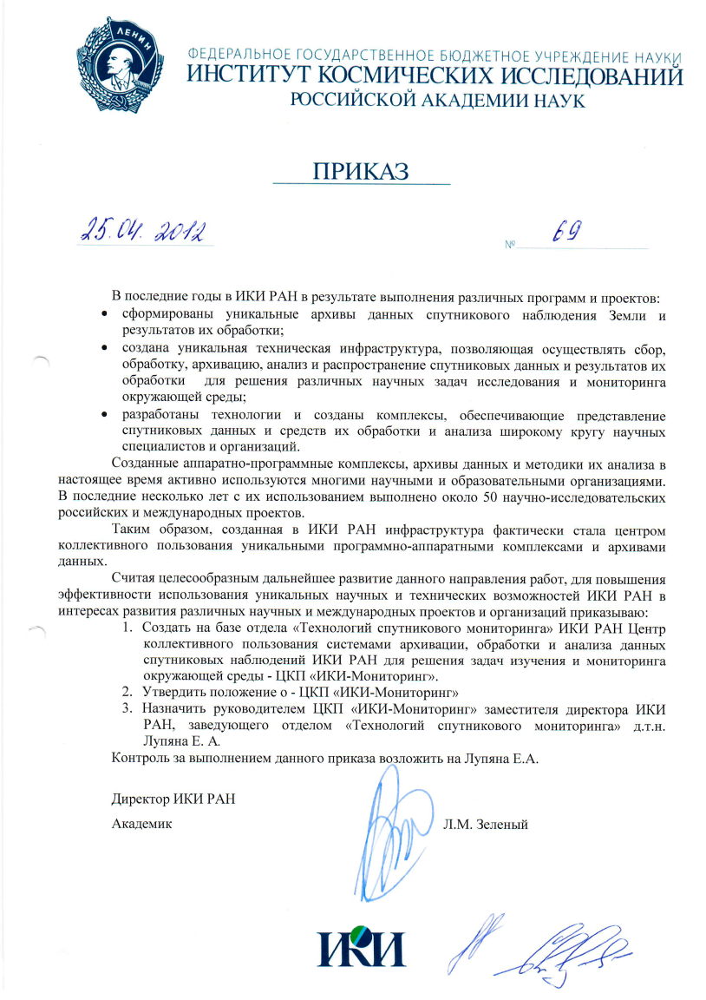 ЛЕНИН
ФЕДЕРАЛЬНОЕ ГОСУДАРСТВЕННОЕ БЮДЖЕТНОЕ УЧРЕЖДЕНИЕ НАУКИ
ИНСТИТУТ КОСМИЧЕСКИХ ИССЛЕДОВАНИЙ
РОССИЙСКОЙ АКАДЕМИИ НАУК
ПРИКАЗ
25.04. 2012
№ 69
В последние годы в ИКИ РАН в результате выполнения различных программ и проектов:
• сформированы уникальные архивы данных спутникового наблюдения Земли и
результатов их обработки;
• создана уникальная техническая инфраструктура, позволяющая осуществлять сбор,
обработку, архивацию, анализ и распространение спутниковых данных и результатов их
обработки для решения различных научных задач исследования и мониторинга
окружающей среды;
• разработаны технологии и созданы комплексы, обеспечивающие представление
спутниковых данных и средств их обработки и анализа широкому кругу научных
специалистов и организаций.
Созданные аппаратно-программные комплексы, архивы данных и методики их анализа в
настоящее время активно используются многими научными и образовательными организациями.
В последние несколько лет с их использованием выполнено около 50 научно-исследовательских
российских и международных проектов.
Таким образом, созданная в ИКИ РАН инфраструктура фактически стала центром
коллективного пользования уникальными программно-аппаратными комплексами и архивами
данных.
Считая целесообразным дальнейшее развитие данного направления работ, для повышения
эффективности использования уникальных научных и технических возможностей ИКИ РАН в
интересах развития различных научных и международных проектов и организаций приказываю:
1. Создать на базе отдела «Технологий спутникового мониторинга» ИКИ РАН Центр
коллективного пользования системами архивации, обработки и анализа данных
спутниковых наблюдений ИКИ РАН для решения задач изучения и мониторинга
окружающей среды - ЦКП «ИКИ-Мониторинг».
2. Утвердить положение о - ЦКП «ИКИ-Мониторинг»
3. Назначить руководителем ЦКП «ИКИ-Мониторинг» заместителя директора ИКИ
РАН, заведующего отделом «Технологий спутникового мониторинга» д.т.н.
Лупяна Е. А.
Контроль за выполнением данного приказа возложить на Лупяна Е.А.
Директор ИКИ РАН
Академик Л.М. Зеленый
ИКИ